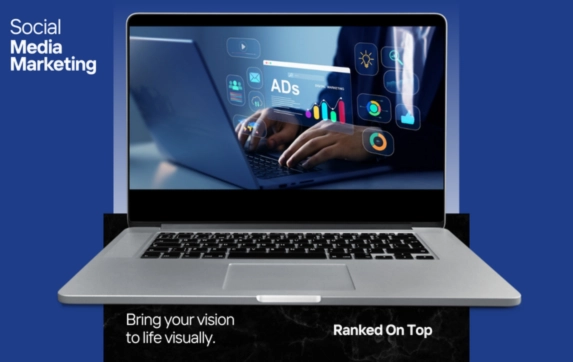 Social
Media
Marketing
ADs
Bring your vision
to life visually.
Ranked On Top